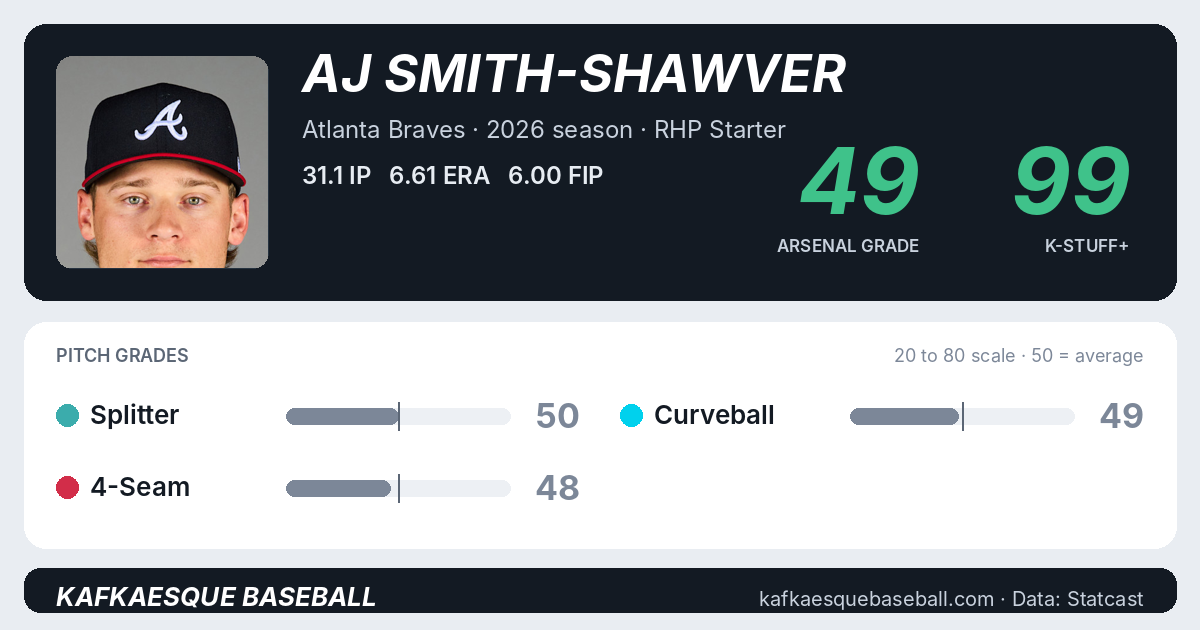 AJ SMITH-SHAWVER
Atlanta Braves · 2026 season · RHP Starter
31.1 IP 6.61 ERA 6.00 FIP
49 99
ARSENAL GRADE K-STUFF+
PITCH GRADES 20 to 80 scale · 50 = average
Splitter 50 Curveball 49
4-Seam 48
KAFKAESQUE BASEBALL kafkaesquebaseball.com · Data: Statcast